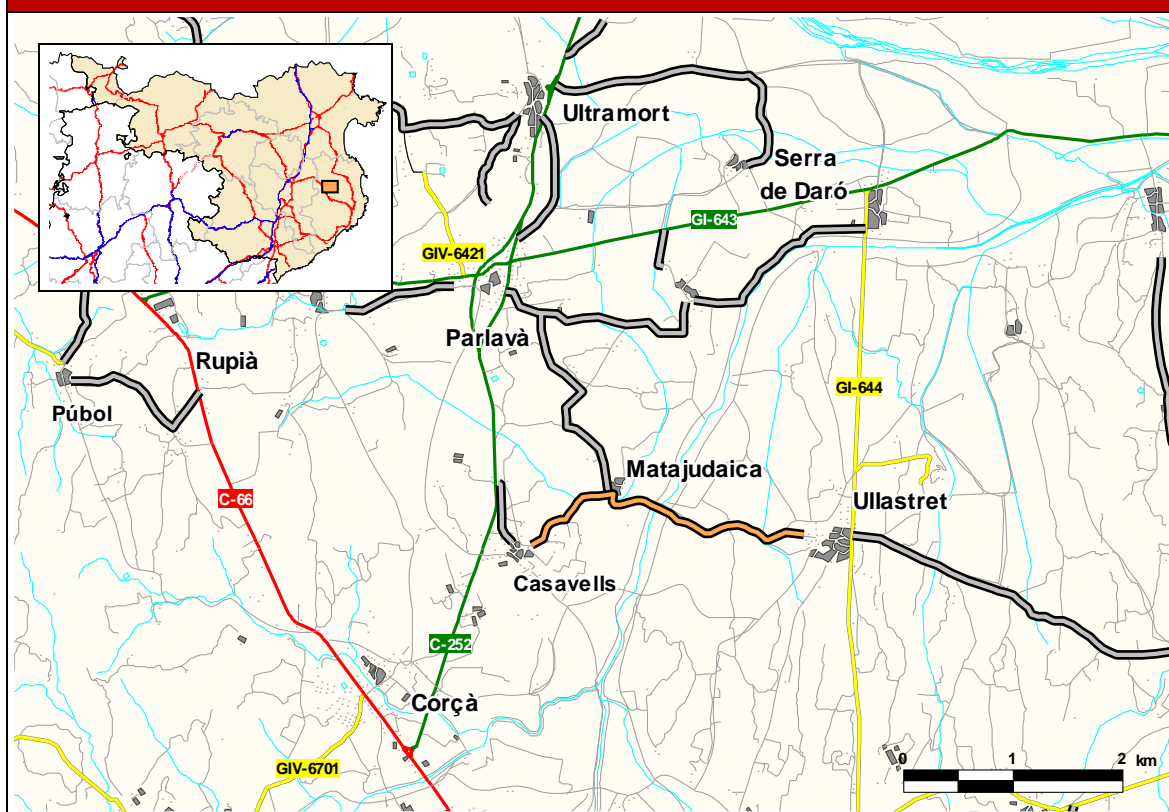 Ultramort
Serra
de Daró
GI-643
GIV-6421
Parlavà
Rupià
GI-644
Púbol
Matajudaica
C-66
Ullastret
Casavells
C-252
Corçà
GIV-6701
0 1 2 km